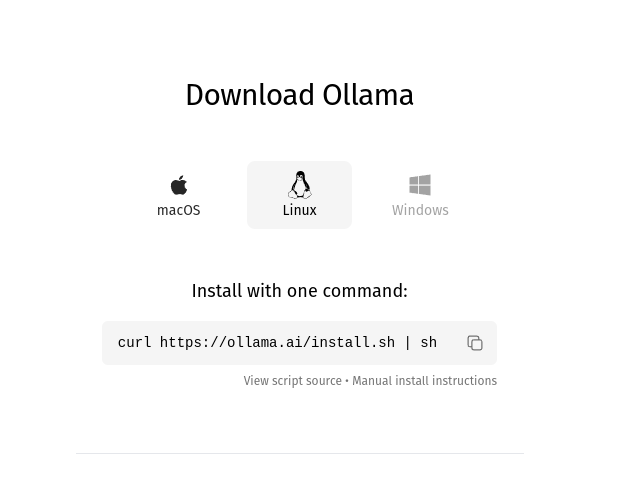 Download Ollama
macOS
Linux
Windows
Install with one command:
curl https://ollama.ai/install.sh | sh
View script source • Manual install instructions